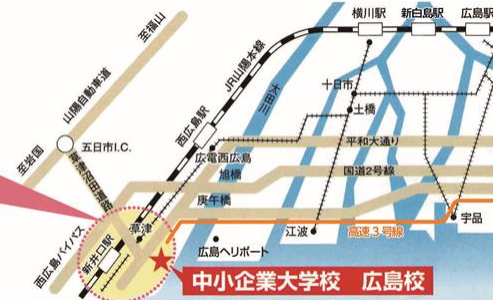 横川駅
新白島駅
広島駅
至福山
山陽自動車道
JR山陽本線
太田川
十日市
土橋
西広島駅
至岩国
五日市I.C.
草津沼田道路
広電西広島
平和大通り
旭橋
国道2号線
庚午橋
西広島バイパス
新井口駅
草津
広島ヘリポート
江波
高速3号線
宇品
中小企業大学校 広島校